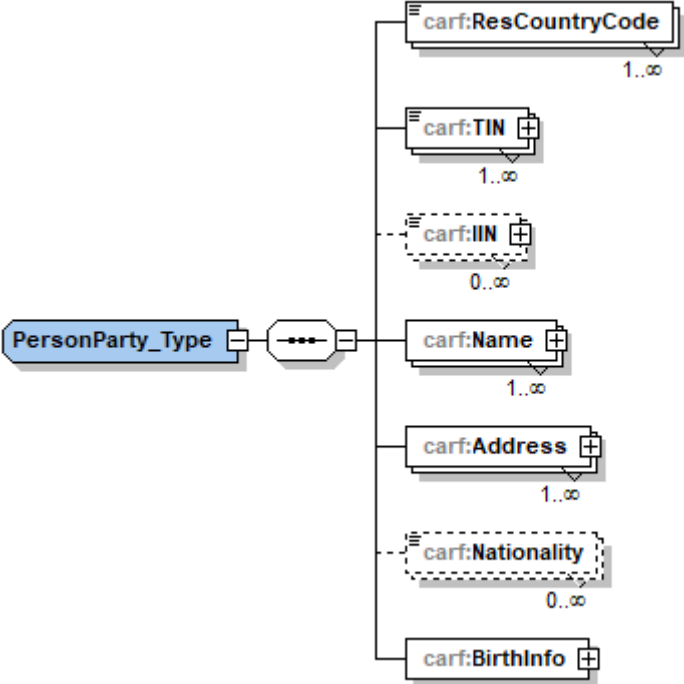 carf:ResCountryCode
1..∞
carf:TIN
1..∞
carf:IIN
0..∞
PersonParty_Type
carf:Name
1..∞
carf:Address
1..∞
carf:Nationality
0..∞
carf:BirthInfo